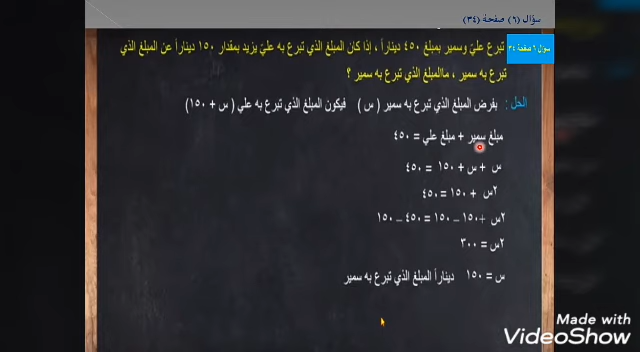 سؤال (٦) صفحة (٣٤)
سؤال ٦ صفحة ٣٤
تبرع عليّ وسمير بمبلغ ٤٥٠ ديناراً ، إذا كان المبلغ الذي تبرع به عليّ يزيد بمقدار ١٥٠ ديناراً عن المبلغ الذي
تبرع به سمير ، ماالمبلغ الذي تبرع به سمير ؟
الحل : بفرض المبلغ الذي تبرع به سمير ( س ) فيكون المبلغ الذي تبرع به علي ( س + ١٥٠ )
مبلغ سمير + مبلغ علي = ٤٥٠
س + س + ١٥٠ = ٤٥٠
٢س + ١٥٠ = ٤٥٠
٢س +١٥٠ – ١٥٠ = ٤٥٠ – ١٥٠
٢س = ٣٠٠
س = ١٥٠ ديناراً المبلغ الذي تبرع به سمير
Made with
VideoShow